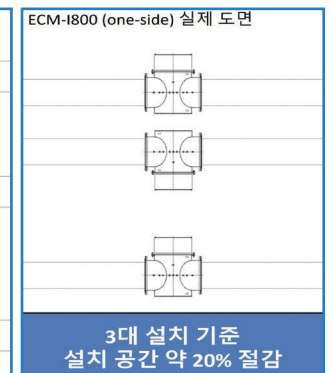 ECM-I800 (one-side) 실제 도면
3대 설치 기준
설치 공간 약 20% 절감